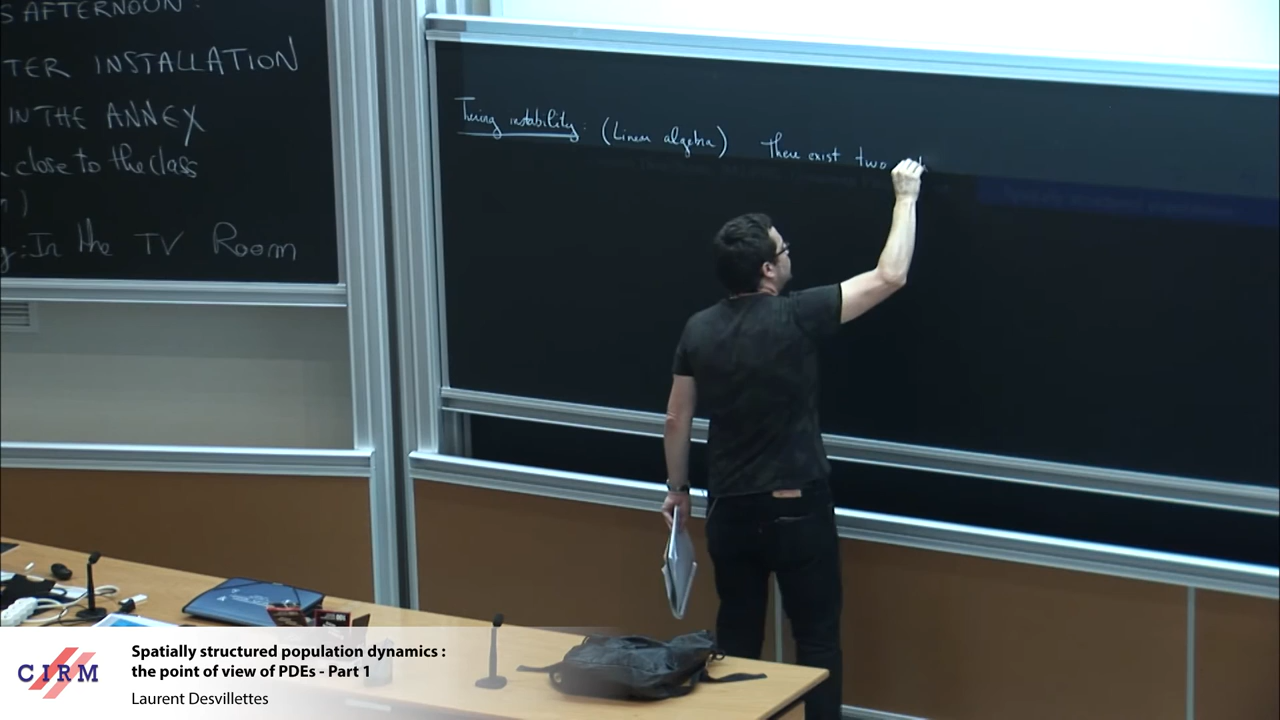 S AFTERNOON.
TER INSTALLATION
IN THE ANNEX
close to the class
)
g: In the TV Room
Turing instability: (Linear algebra) There exist two
CIRM
Spatially structured population dynamics :
the point of view of PDEs - Part 1
Laurent Desvillettes